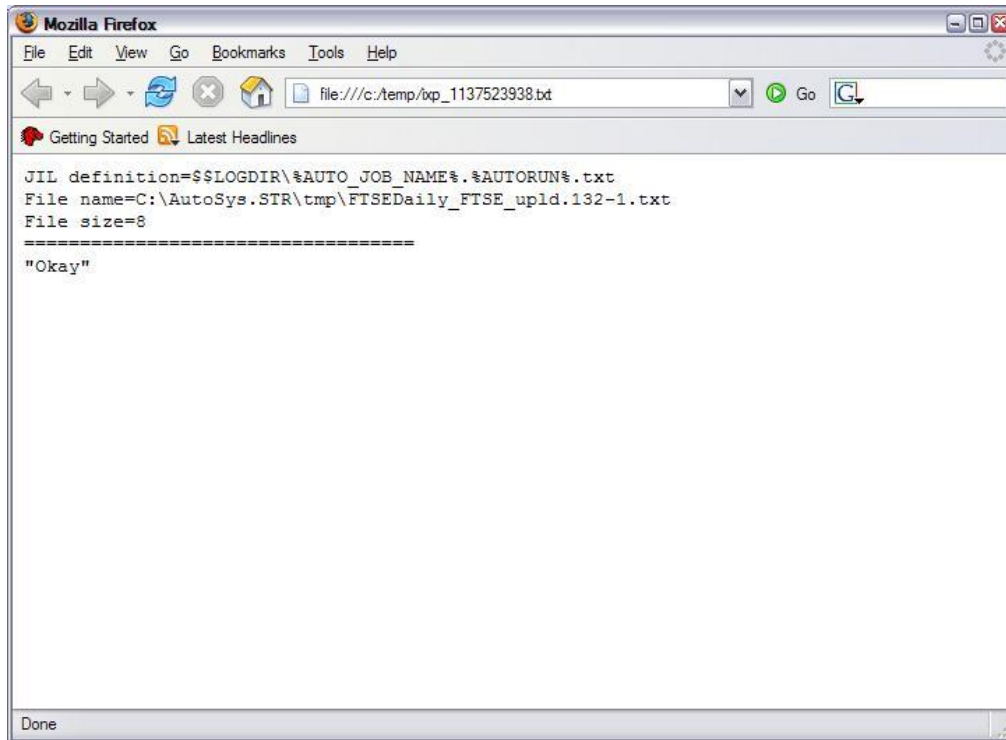 Mozilla Firefox
File Edit View Go Bookmarks Tools Help
file:///c:/temp/ixp_1137523938.txt Go G
Getting Started Latest Headlines
JIL definition=$$LOGDIR\%AUTO_JOB_NAME%.%AUTORUN%.txt
File name=C:\AutoSys.STR\tmp\FTSEDaily_FTSE_upld.132-1.txt
File size=8
===================================
"Okay"
Done